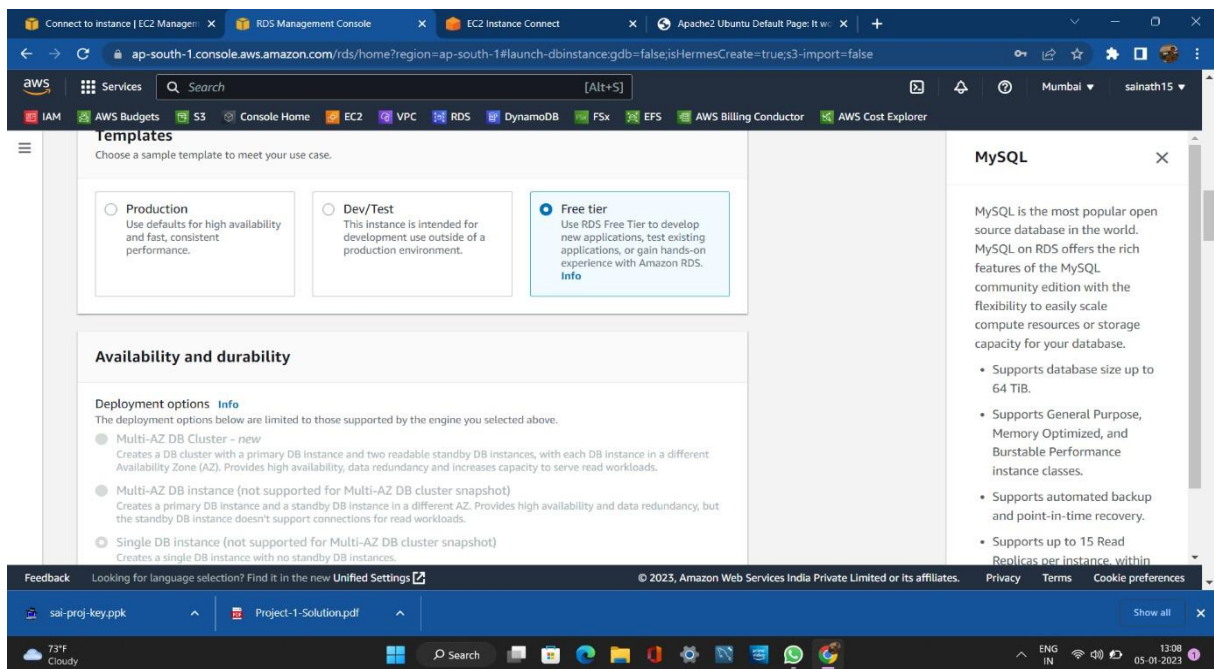 Connect to instance | EC2 Managem
RDS Management Console
EC2 Instance Connect
Apache2 Ubuntu Default Page: It wo
ap-south-1.console.aws.amazon.com/rds/home?region=ap-south-1#launch-dbinstance:gdb=false;isHermesCreate=true;s3-import=false
aws
Services
Search
[Alt+S]
Mumbai
sainath15
IAM
AWS Budgets
S3
Console Home
EC2
VPC
RDS
DynamoDB
FSx
EFS
AWS Billing Conductor
AWS Cost Explorer
Templates
Choose a sample template to meet your use case.
Production
Use defaults for high availability
and fast, consistent
performance.
Dev/Test
This instance is intended for
development use outside of a
production environment.
Free tier
Use RDS Free Tier to develop
new applications, test existing
applications, or gain hands-on
experience with Amazon RDS.
Info
Availability and durability
Deployment options Info
The deployment options below are limited to those supported by the engine you selected above.
Multi-AZ DB Cluster - new
Creates a DB cluster with a primary DB instance and two readable standby DB instances, with each DB instance in a different
Availability Zone (AZ). Provides high availability, data redundancy and increases capacity to serve read workloads.
Multi-AZ DB instance (not supported for Multi-AZ DB cluster snapshot)
Creates a primary DB instance and a standby DB instance in a different AZ. Provides high availability and data redundancy, but
the standby DB instance doesn't support connections for read workloads.
Single DB instance (not supported for Multi-AZ DB cluster snapshot)
Creates a single DB instance with no standby DB instances.
MySQL
MySQL is the most popular open
source database in the world.
MySQL on RDS offers the rich
features of the MySQL
community edition with the
flexibility to easily scale
compute resources or storage
capacity for your database.
• Supports database size up to
64 TiB.
• Supports General Purpose,
Memory Optimized, and
Burstable Performance
instance classes.
• Supports automated backup
and point-in-time recovery.
• Supports up to 15 Read
Replicas per instance, within
Feedback
Looking for language selection? Find it in the new Unified Settings
© 2023, Amazon Web Services India Private Limited or its affiliates.
Privacy
Terms
Cookie preferences
sai-proj-key.ppk
Project-1-Solution.pdf
Show all
73°F
Cloudy
Search
ENG
IN
13:08
05-01-2023
1